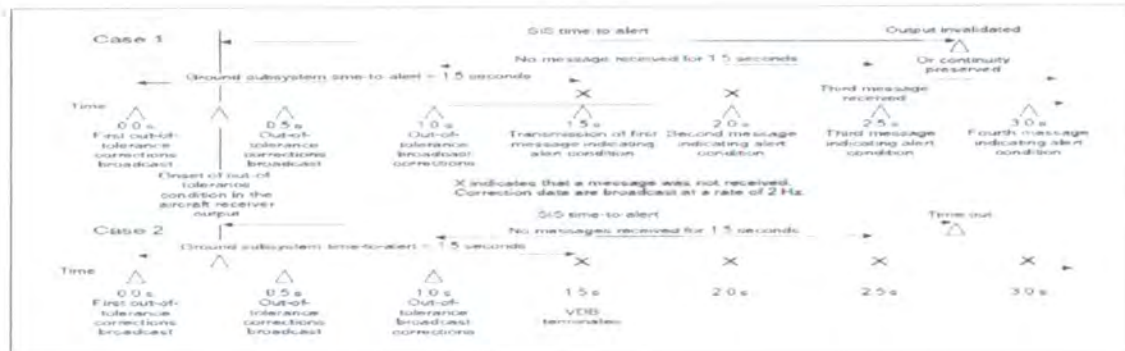 Case 1
SIS time-to-alert
Output invalidated
No message received for 1.5 seconds
Or continuity
preserved
Ground subsystem time-to-alert = 1.5 seconds
Third message
received
Time
X X
0.0 s 0.5 s 1.0 s 1.5 s 2.0 s 2.5 s 3.0 s
First out-of-
tolerance
corrections
broadcast
Out-of-
tolerance
corrections
broadcast
Out-of-
tolerance
broadcast
corrections
Transmission of first
message indicating
alert condition
Second message
indicating alert
condition
Third message
indicating alert
condition
Fourth message
indicating alert
condition
Onset of out-of
tolerance
condition in the
aircraft receiver
output
X indicates that a message was not received.
Correction data are broadcast at a rate of 2 Hz.
Case 2
SIS time-to-alert
Time out
No messages received for 1.5 seconds
Ground subsystem time-to-alert = 1.5 seconds
Time
X X X X
0.0 s 0.5 s 1.0 s 1.5 s 2.0 s 2.5 s 3.0 s
First out-of-
tolerance
corrections
broadcast
Out-of-
tolerance
corrections
broadcast
Out-of-
tolerance
broadcast
corrections
VDB
terminates